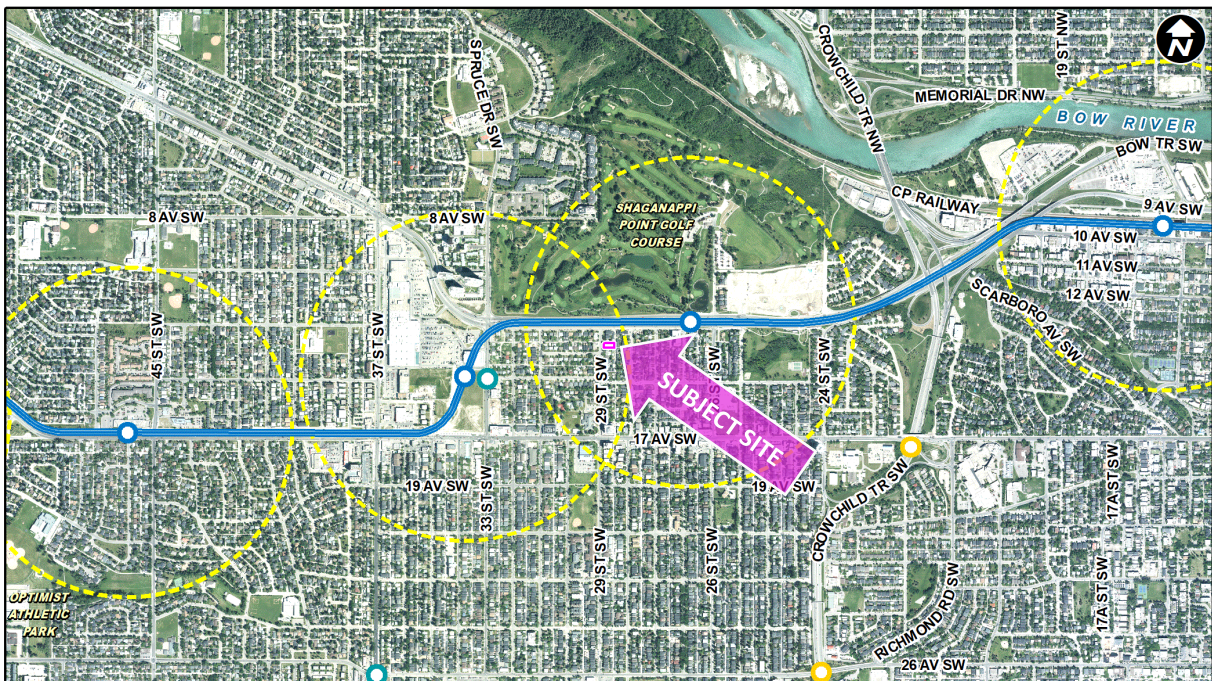 N
SPRUCE DR SW
CROWCHILD TR NW
19 ST NW
MEMORIAL DR NW
BOW RIVER
BOW TR SW
CP RAILWAY
9 AV SW
8 AV SW
8 AV SW
SHAGANAPPI
POINT GOLF
COURSE
10 AV SW
11 AV SW
12 AV SW
SCARBORO AV SW
45 ST SW
37 ST SW
29 ST SW
24 ST SW
SUBJECT SITE
17 AV SW
19 AV SW
33 ST SW
CROWCHILD TR SW
17A ST SW
29 ST SW
26 ST SW
OPTIMIST
ATHLETIC
PARK
RICHMOND RD SW
17A ST SW
26 AV SW